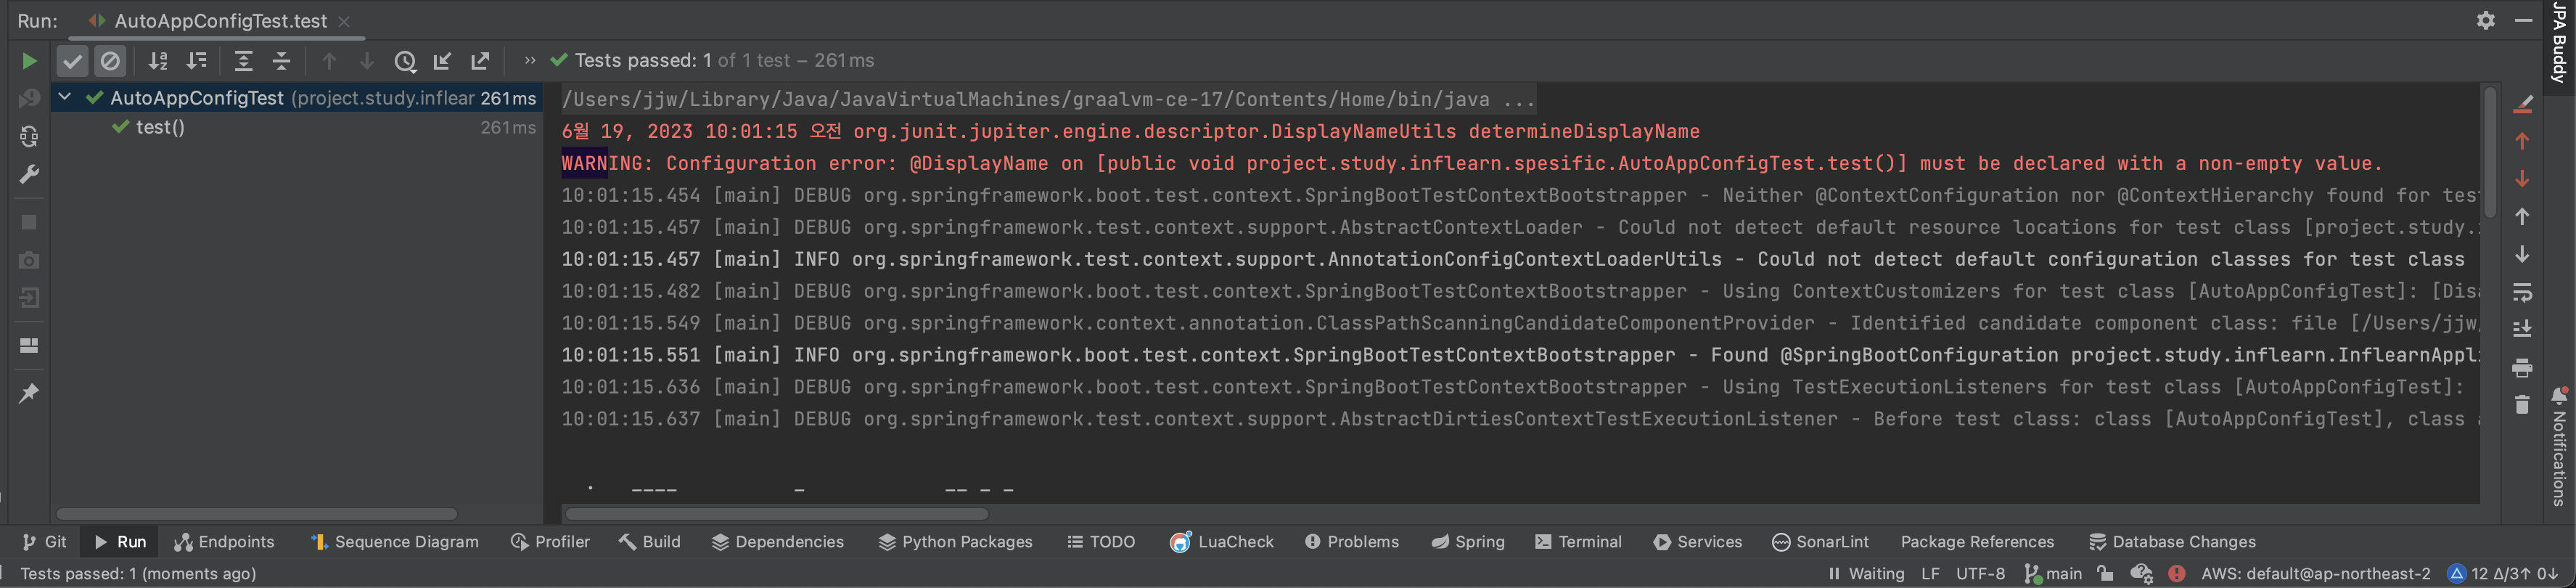 Run: AutoAppConfigTest.test
JPA Buddy
Tests passed: 1 of 1 test – 261 ms
AutoAppConfigTest (project.study.inflear 261 ms
test() 261 ms
/Users/jjw/Library/Java/JavaVirtualMachines/graalvm-ce-17/Contents/Home/bin/java ...
6월 19, 2023 10:01:15 오전 org.junit.jupiter.engine.descriptor.DisplayNameUtils determineDisplayName
WARNING: Configuration error: @DisplayName on [public void project.study.inflearn.spesific.AutoAppConfigTest.test()] must be declared with a non-empty value.
10:01:15.454 [main] DEBUG org.springframework.boot.test.context.SpringBootTestContextBootstrapper - Neither @ContextConfiguration nor @ContextHierarchy found for test
10:01:15.457 [main] DEBUG org.springframework.test.context.support.AbstractContextLoader - Could not detect default resource locations for test class [project.study.i
10:01:15.457 [main] INFO org.springframework.test.context.support.AnnotationConfigContextLoaderUtils - Could not detect default configuration classes for test class
10:01:15.482 [main] DEBUG org.springframework.boot.test.context.SpringBootTestContextBootstrapper - Using ContextCustomizers for test class [AutoAppConfigTest]: [Disa
10:01:15.549 [main] DEBUG org.springframework.context.annotation.ClassPathScanningCandidateComponentProvider - Identified candidate component class: file [/Users/jjw/
10:01:15.551 [main] INFO org.springframework.boot.test.context.SpringBootTestContextBootstrapper - Found @SpringBootConfiguration project.study.inflearn.InflearnAppli
10:01:15.636 [main] DEBUG org.springframework.boot.test.context.SpringBootTestContextBootstrapper - Using TestExecutionListeners for test class [AutoAppConfigTest]:
10:01:15.637 [main] DEBUG org.springframework.test.context.support.AbstractDirtiesContextTestExecutionListener - Before test class: class [AutoAppConfigTest], class a
. ____ _ __ _ _
Notifications
Git Run Endpoints Sequence Diagram Profiler Build Dependencies Python Packages TODO LuaCheck Problems Spring Terminal Services SonarLint Package References Database Changes
Tests passed: 1 (moments ago) Waiting LF UTF-8 main AWS: default@ap-northeast-2 12 Δ/3↑ 0↓